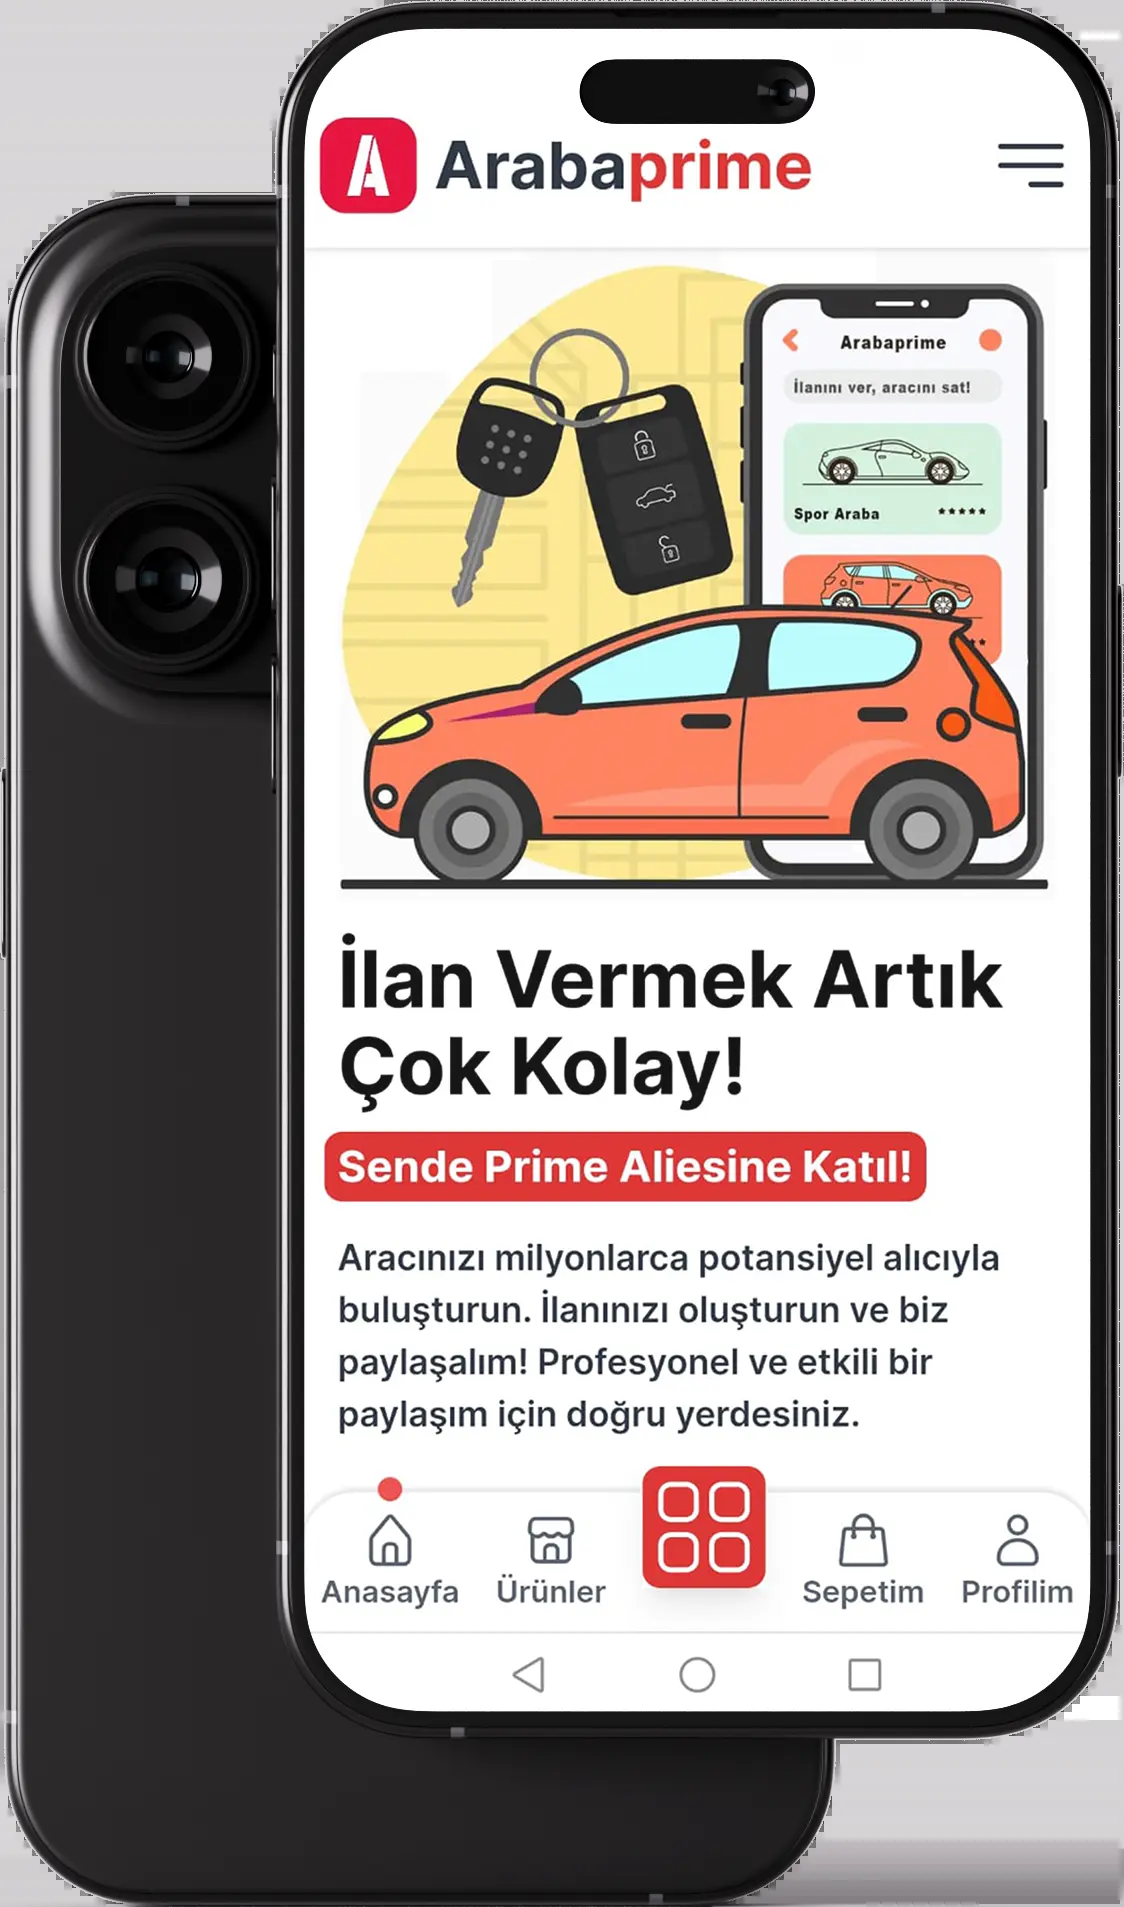 Arabaprime
Arabaprime
İlanını ver, aracını sat!
Spor Araba
İlan Vermek Artık
Çok Kolay!
Sende Prime Aliesine Katıl!
Aracınızı milyonlarca potansiyel alıcıyla
buluşturun. İlanınızı oluşturun ve biz
paylaşalım! Profesyonel ve etkili bir
paylaşım için doğru yerdesiniz.
Anasayfa Ürünler Sepetim Profilim